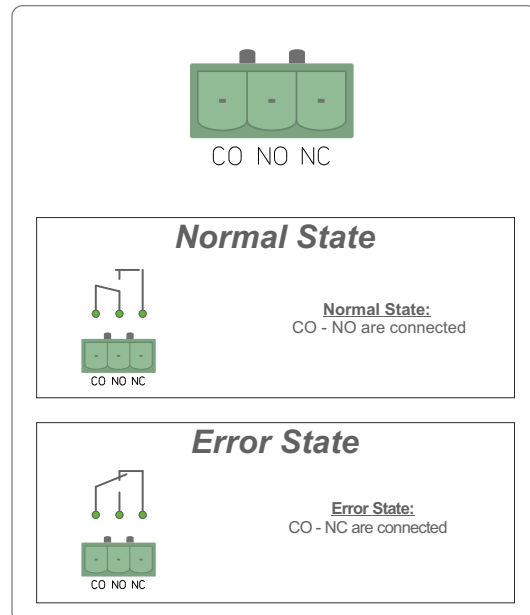 CO NO NC
Normal State
Normal State:
CO - NO are connected
CO NO NC
Error State
Error State:
CO - NC are connected
CO NO NC